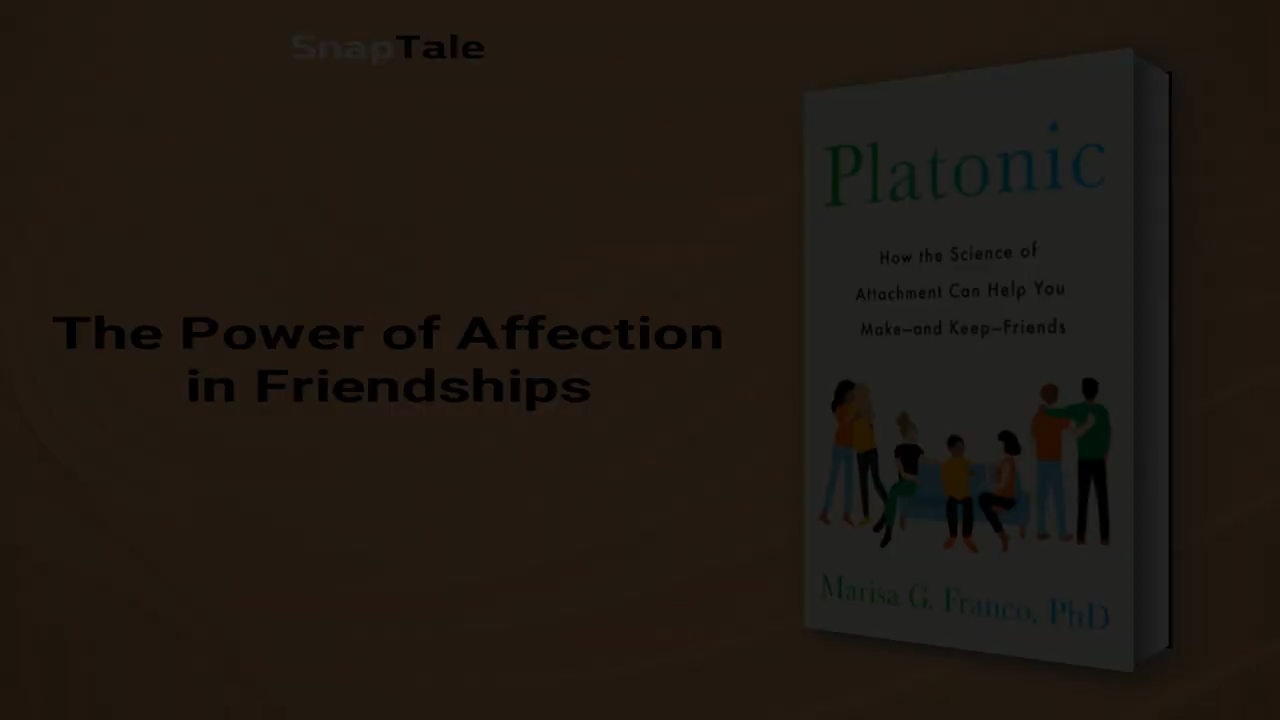 SnapTale
The Power of Affection
in Friendships
Platonic
How the Science of
Attachment Can Help You
Make—and Keep—Friends
Marisa G. Franco, PhD